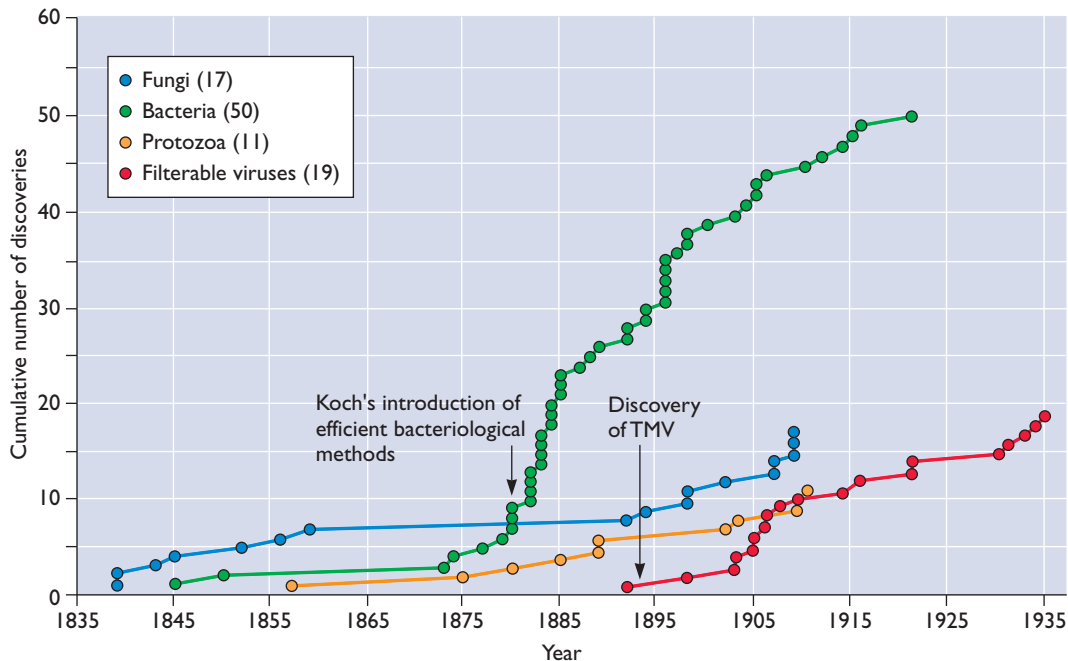 60
50
40
30
20
10
0
Cumulative number of discoveries
Fungi (17)
Bacteria (50)
Protozoa (11)
Filterable viruses (19)
Koch's introduction of
efficient bacteriological
methods
Discovery
of TMV
1835 1845 1855 1865 1875 1885 1895 1905 1915 1925 1935
Year